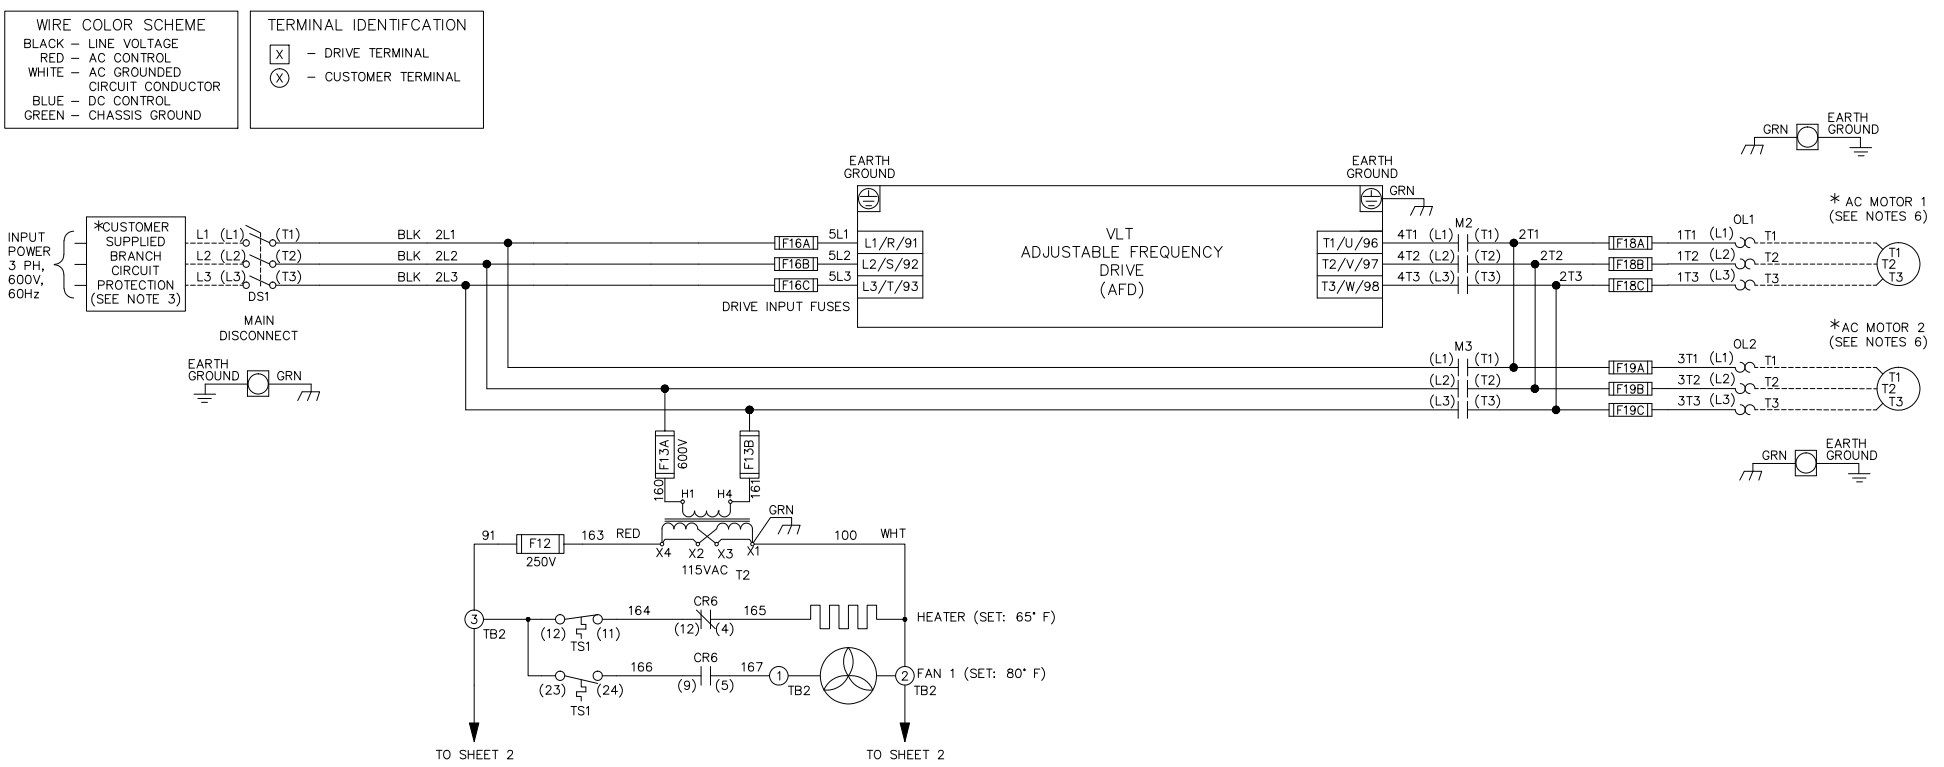 WIRE COLOR SCHEME
BLACK – LINE VOLTAGE
RED – AC CONTROL
WHITE – AC GROUNDED
CIRCUIT CONDUCTOR
BLUE – DC CONTROL
GREEN – CHASSIS GROUND
TERMINAL IDENTIFCATION
X – DRIVE TERMINAL
X – CUSTOMER TERMINAL
INPUT
POWER
3 PH,
600V,
60Hz
*CUSTOMER
SUPPLIED
BRANCH
CIRCUIT
PROTECTION
(SEE NOTE 3)
L1 (L1) (T1) BLK 2L1 F16A 5L1 L1/R/91
L2 (L2) (T2) BLK 2L2 F16B 5L2 L2/S/92
L3 (L3) (T3) BLK 2L3 F16C 5L3 L3/T/93
DS1
MAIN
DISCONNECT
DRIVE INPUT FUSES
EARTH
GROUND
GRN
EARTH
GROUND
VLT
ADJUSTABLE FREQUENCY
DRIVE
(AFD)
EARTH
GROUND
GRN
M2
T1/U/96 4T1 (L1) (T1) 2T1 F18A 1T1 (L1) T1
T2/V/97 4T2 (L2) (T2) 2T2 F18B 1T2 (L2) T2
T3/W/98 4T3 (L3) (T3) 2T3 F18C 1T3 (L3) T3
OL1
GRN
EARTH
GROUND
* AC MOTOR 1
(SEE NOTES 6)
T1
T2
T3
M3
(L1) (T1) F19A 3T1 (L1) T1
(L2) (T2) F19B 3T2 (L2) T2
(L3) (T3) F19C 3T3 (L3) T3
OL2
*AC MOTOR 2
(SEE NOTES 6)
T1
T2
T3
GRN
EARTH
GROUND
F13A
600V
F13B
160
161
H1 H4
GRN
91 F12 163 RED
250V
X4 X2 X3 X1
100 WHT
115VAC T2
3
TB2
(12) (11)
TS1
164
CR6
(12) (4)
165
HEATER (SET: 65° F)
(23) (24)
TS1
166
CR6
(9) (5)
167
1
TB2
2
TB2
FAN 1 (SET: 80° F)
TO SHEET 2
TO SHEET 2